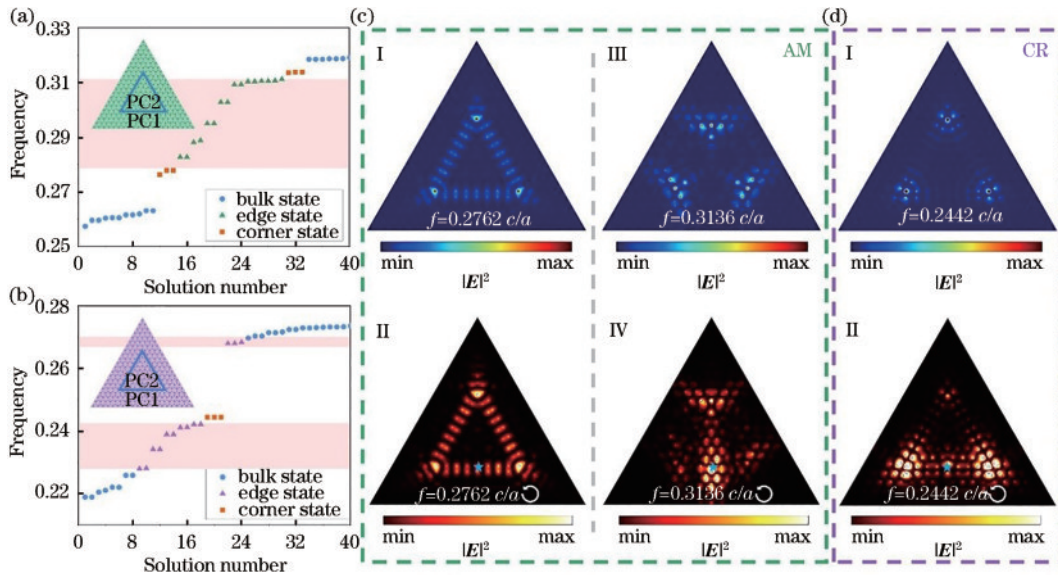 (a)
Frequency
0.33
0.31
0.29
0.27
0.25
PC2
PC1
bulk state
edge state
corner state
0 8 16 24 32 40
Solution number
(b)
Frequency
0.28
0.26
0.24
0.22
PC2
PC1
bulk state
edge state
corner state
0 8 16 24 32 40
Solution number
(c)
AM
I
f=0.2762 c/a
min max
|E|²
III
f=0.3136 c/a
min max
|E|²
II
f=0.2762 c/a
min max
|E|²
IV
f=0.3136 c/a
min max
|E|²
(d)
CR
I
f=0.2442 c/a
min max
|E|²
II
f=0.2442 c/a
min max
|E|²